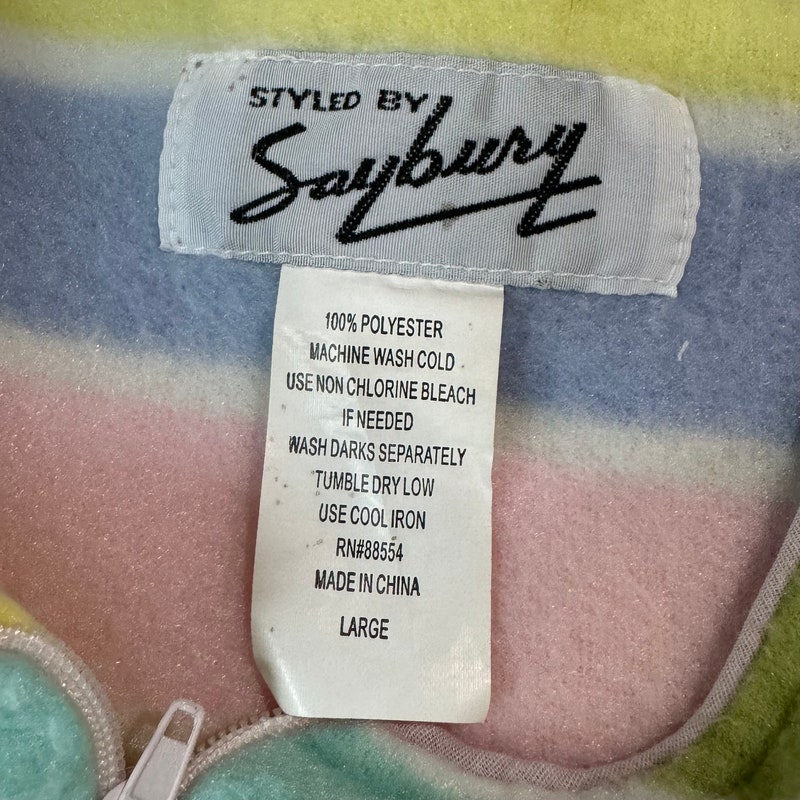 STYLED BY
Saybury
100% POLYESTER
MACHINE WASH COLD
USE NON CHLORINE BLEACH
IF NEEDED
WASH DARKS SEPARATELY
TUMBLE DRY LOW
USE COOL IRON
RN#88554
MADE IN CHINA
LARGE